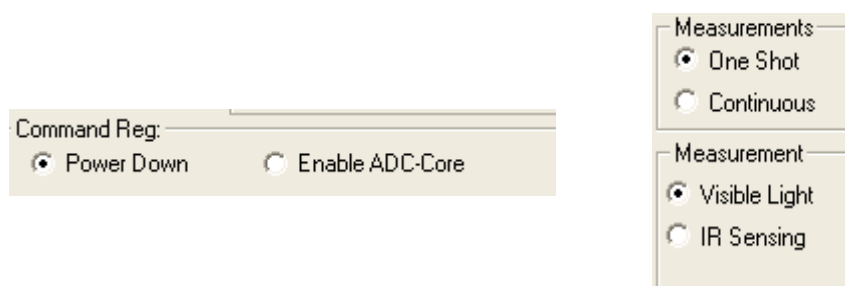 Measurements
One Shot
Continuous
Command Reg:
Power Down Enable ADC-Core
Measurement
Visible Light
IR Sensing